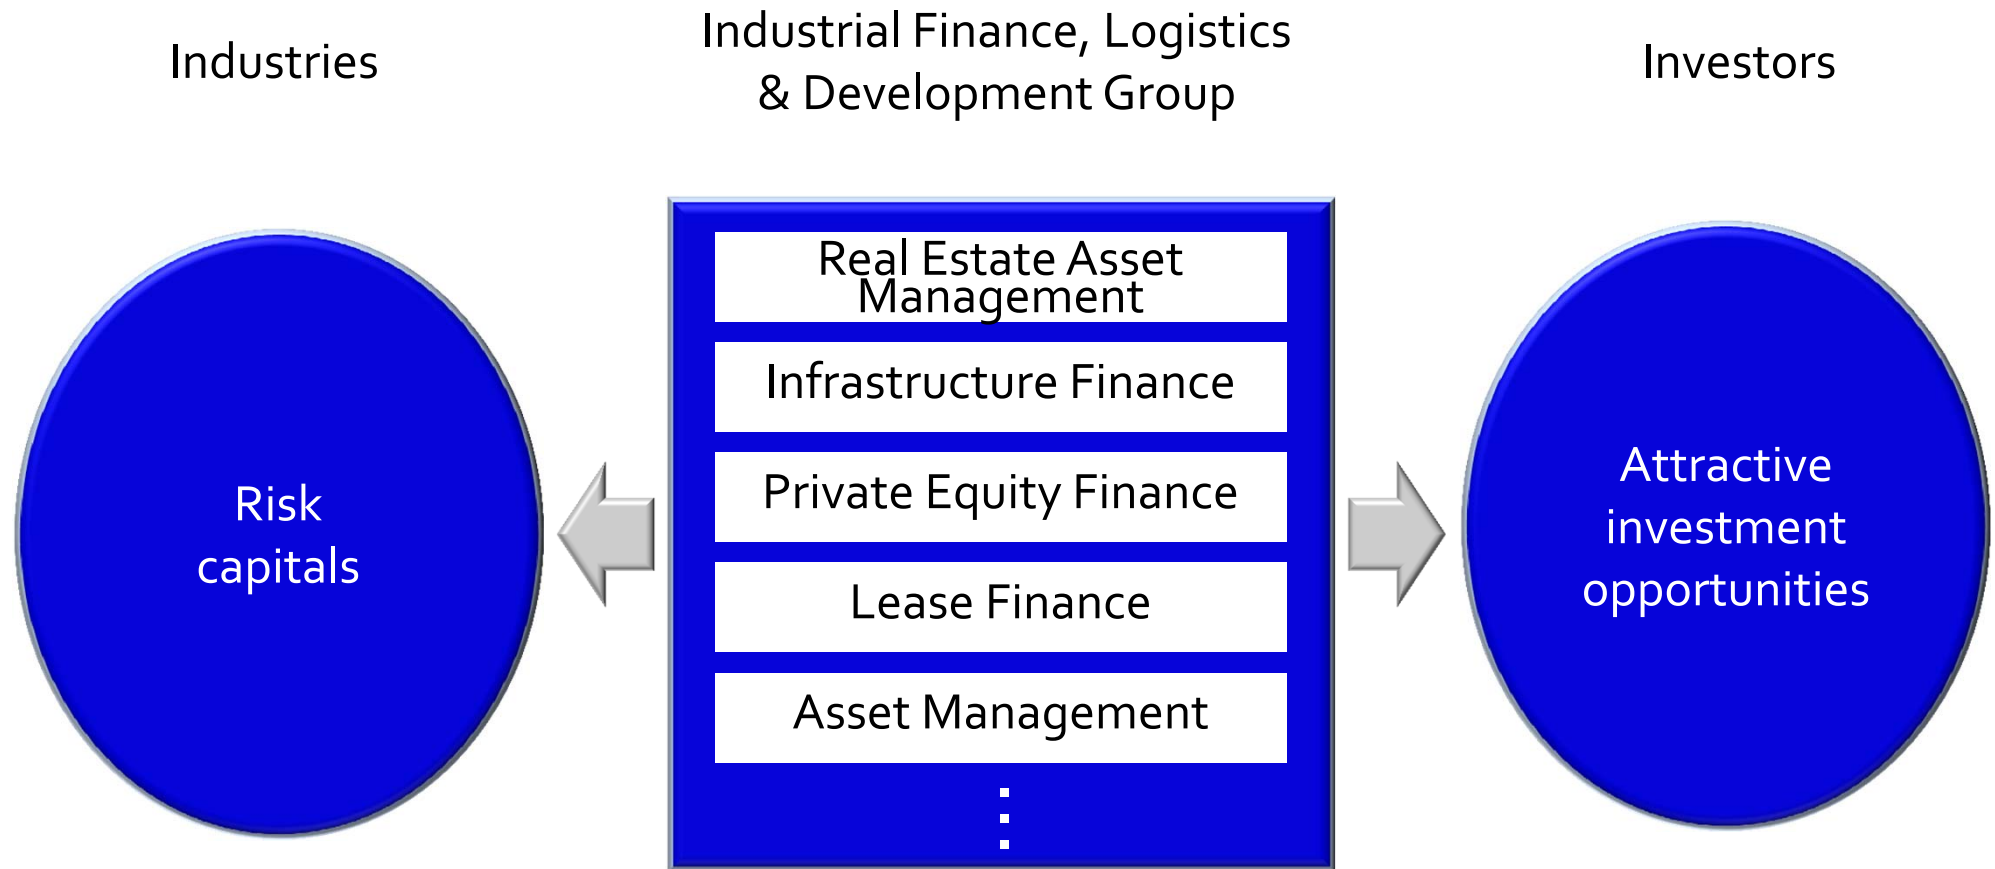 Industries
Industrial Finance, Logistics
& Development Group
Investors
Risk
capitals
Real Estate Asset
Management
Infrastructure Finance
Private Equity Finance
Lease Finance
Asset Management
Attractive
investment
opportunities